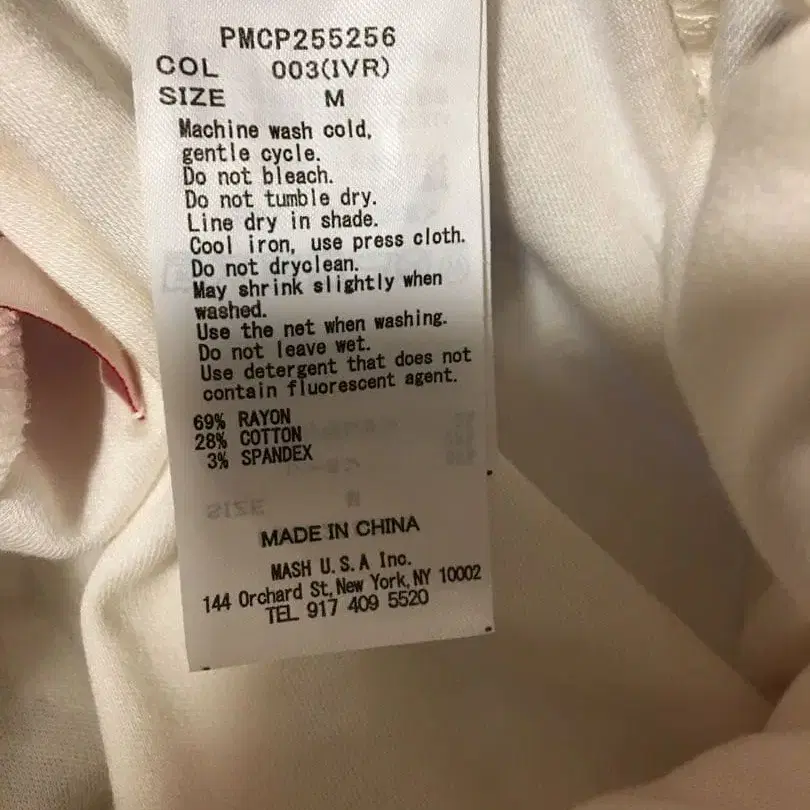 PMCP255256
COL 003(IVR)
SIZE M
Machine wash cold,
gentle cycle.
Do not bleach.
Do not tumble dry.
Line dry in shade.
Cool iron, use press cloth.
Do not dryclean.
May shrink slightly when
washed.
Use the net when washing.
Do not leave wet.
Use detergent that does not
contain fluorescent agent.
69% RAYON
28% COTTON
3% SPANDEX
SIZE
MADE IN CHINA
MASH U.S.A Inc.
144 Orchard St,New York,NY 10002
TEL 917 409 5520